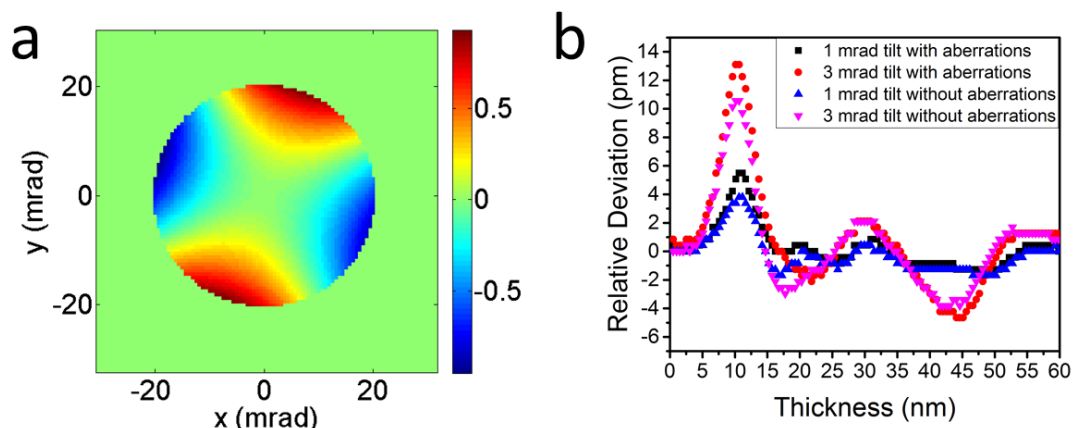 a
20
0
-20
y (mrad)
-20
0
20
x (mrad)
0.5
0
-0.5
b
14
12
10
8
6
4
2
0
-2
-4
-6
Relative Deviation (pm)
1 mrad tilt with aberrations
3 mrad tilt with aberrations
1 mrad tilt without aberrations
3 mrad tilt without aberrations
0 5 10 15 20 25 30 35 40 45 50 55 60
Thickness (nm)